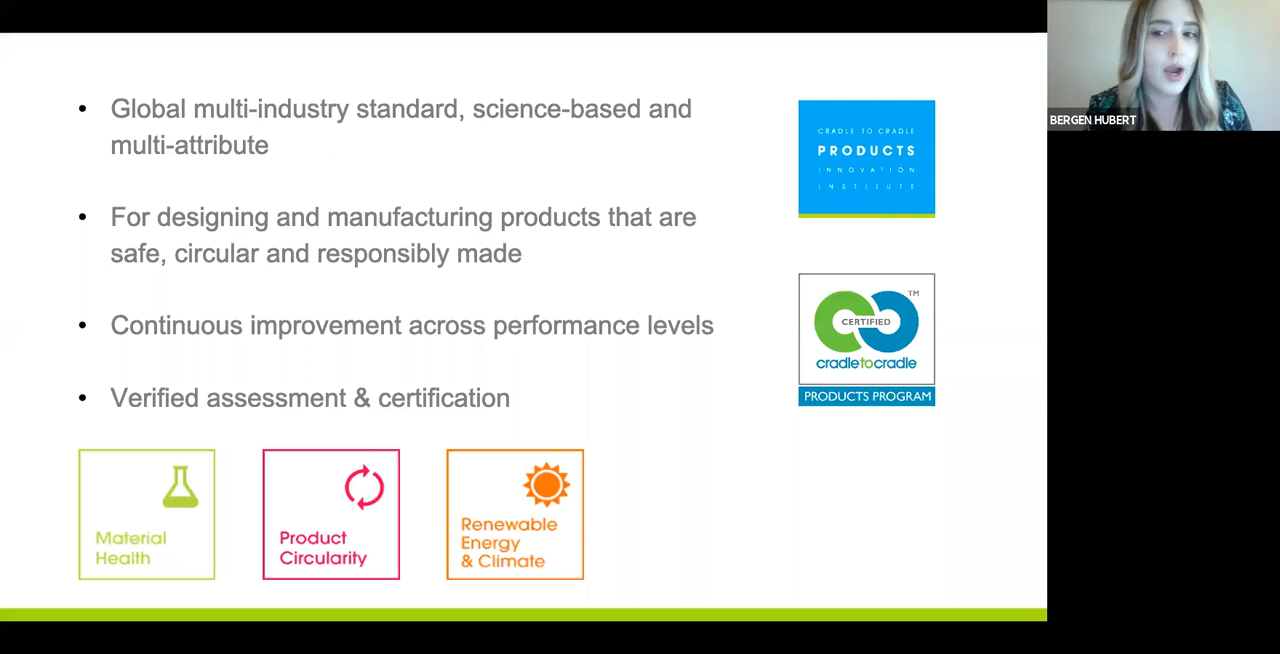 Global multi-industry standard, science-based and
multi-attribute
For designing and manufacturing products that are
safe, circular and responsibly made
Continuous improvement across performance levels
Verified assessment & certification
Material
Health
Product
Circularity
Renewable
Energy
& Climate
CRADLE TO CRADLE
PRODUCTS
INNOVATION
INSTITUTE
TM
CERTIFIED
cradletocradle
PRODUCTS PROGRAM
BERGEN HUBERT